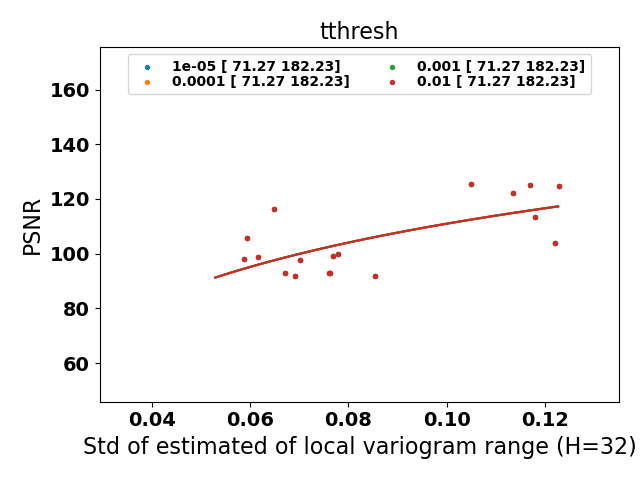 tthresh
1e-05 [ 71.27 182.23]
0.0001 [ 71.27 182.23]
0.001 [ 71.27 182.23]
0.01 [ 71.27 182.23]
PSNR
160
140
120
100
80
60
0.04 0.06 0.08 0.10 0.12
Std of estimated of local variogram range (H=32)